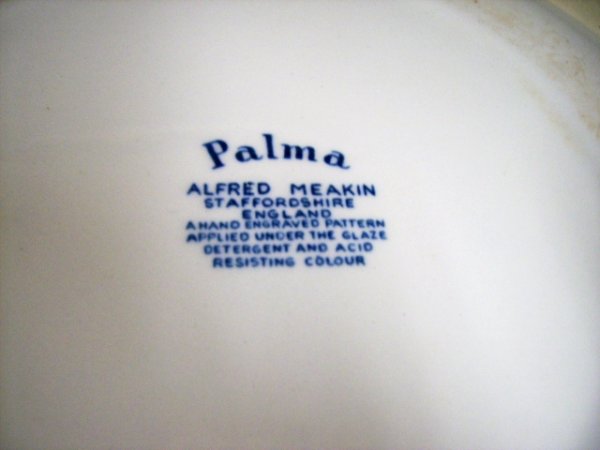 Palma
ALFRED MEAKIN
STAFFORDSHIRE
ENGLAND
A HAND ENGRAVED PATTERN
APPLIED UNDER THE GLAZE
DETERGENT AND ACID
RESISTING COLOUR